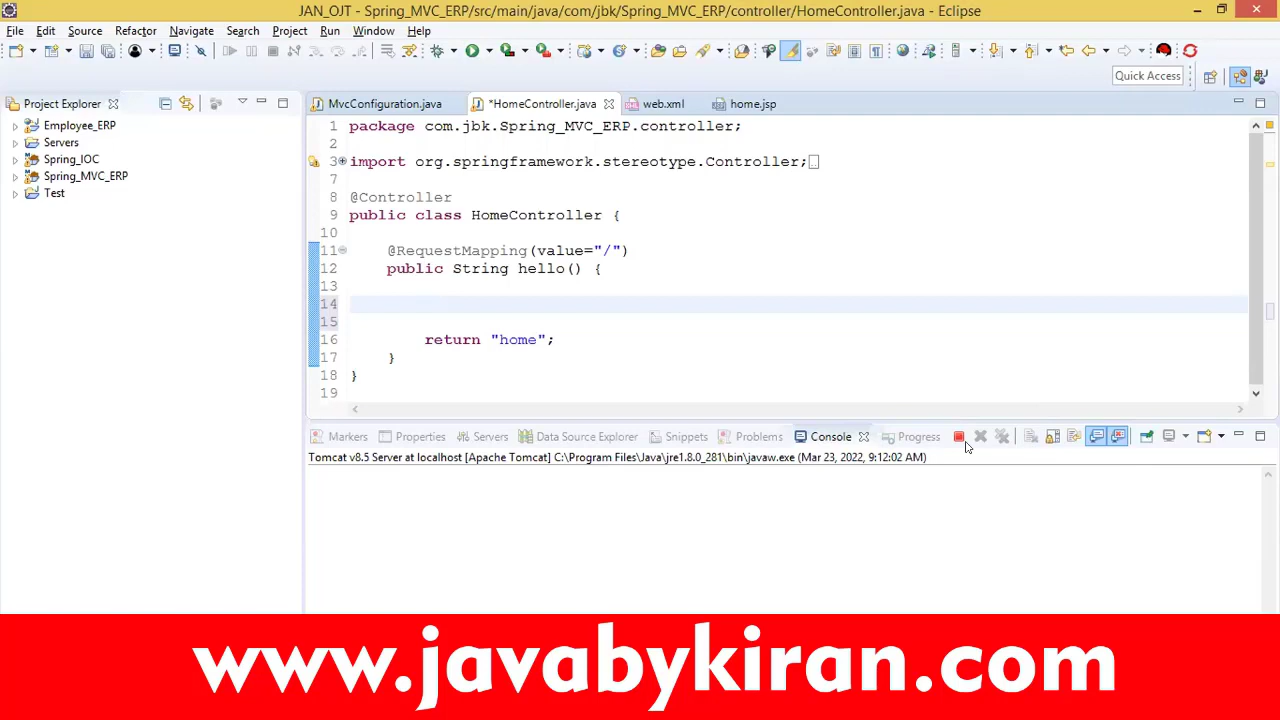 JAN_OJT - Spring_MVC_ERP/src/main/java/com/jbk/Spring_MVC_ERP/controller/HomeController.java - Eclipse
File Edit Source Refactor Navigate Search Project Run Window Help
Quick Access
Project Explorer
Employee_ERP
Servers
Spring_IOC
Spring_MVC_ERP
Test
MvcConfiguration.java *HomeController.java web.xml home.jsp
1 package com.jbk.Spring_MVC_ERP.controller;
2
3 import org.springframework.stereotype.Controller;
7
8 @Controller
9 public class HomeController {
10
11 @RequestMapping(value="/")
12 public String hello() {
13
14
15
16 return "home";
17 }
18 }
19
Markers Properties Servers Data Source Explorer Snippets Problems Console Progress
Tomcat v8.5 Server at localhost [Apache Tomcat] C:\Program Files\Java\jre1.8.0_281\bin\javaw.exe (Mar 23, 2022, 9:12:02 AM)
www.javabykiran.com